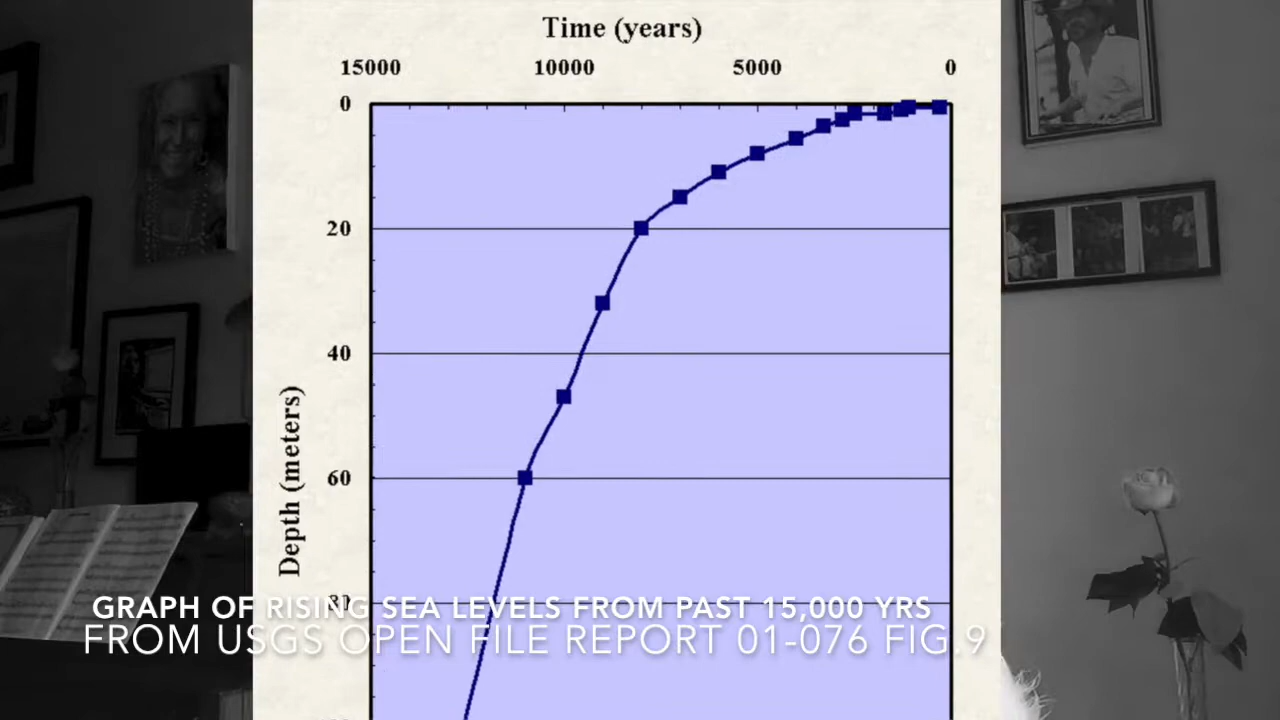 Time (years)
15000 10000 5000 0
0
20
40
60
80
Depth (meters)
GRAPH OF RISING SEA LEVELS FROM PAST 15,000 YRS
FROM USGS OPEN FILE REPORT 01-076 FIG.9